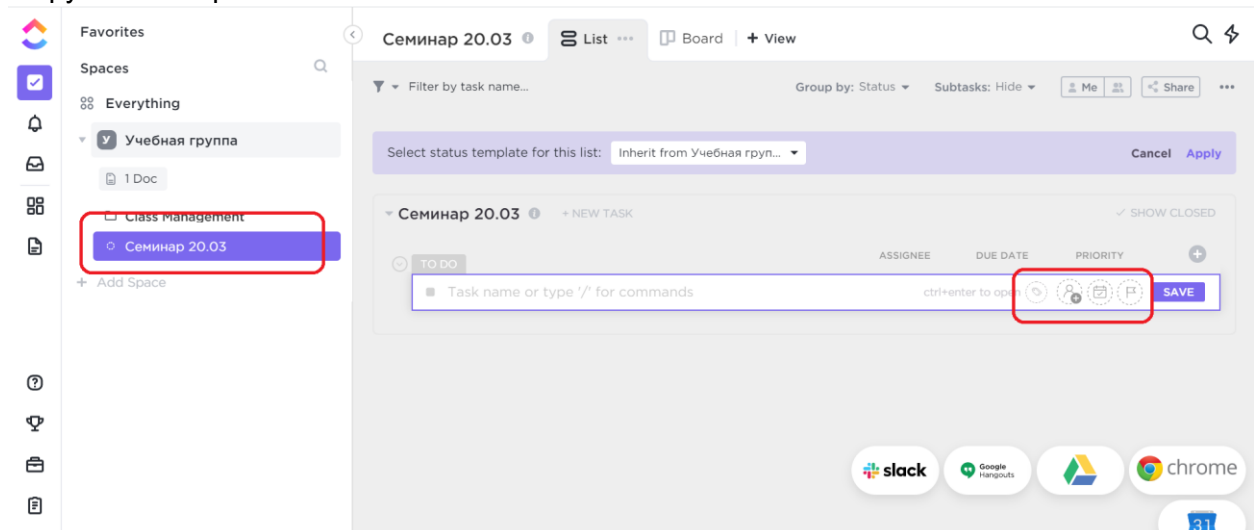 Favorites
Spaces
Everything
У Учебная группа
1 Doc
Class Management
Семинар 20.03
+ Add Space
Семинар 20.03 List Board + View
Filter by task name...
Group by: Status Subtasks: Hide Me Share
Select status template for this list: Inherit from Учебная груп... Cancel Apply
Семинар 20.03 + NEW TASK SHOW CLOSED
TO DO ASSIGNEE DUE DATE PRIORITY
Task name or type '/' for commands ctrl+enter to open SAVE
slack Google Hangouts chrome
31